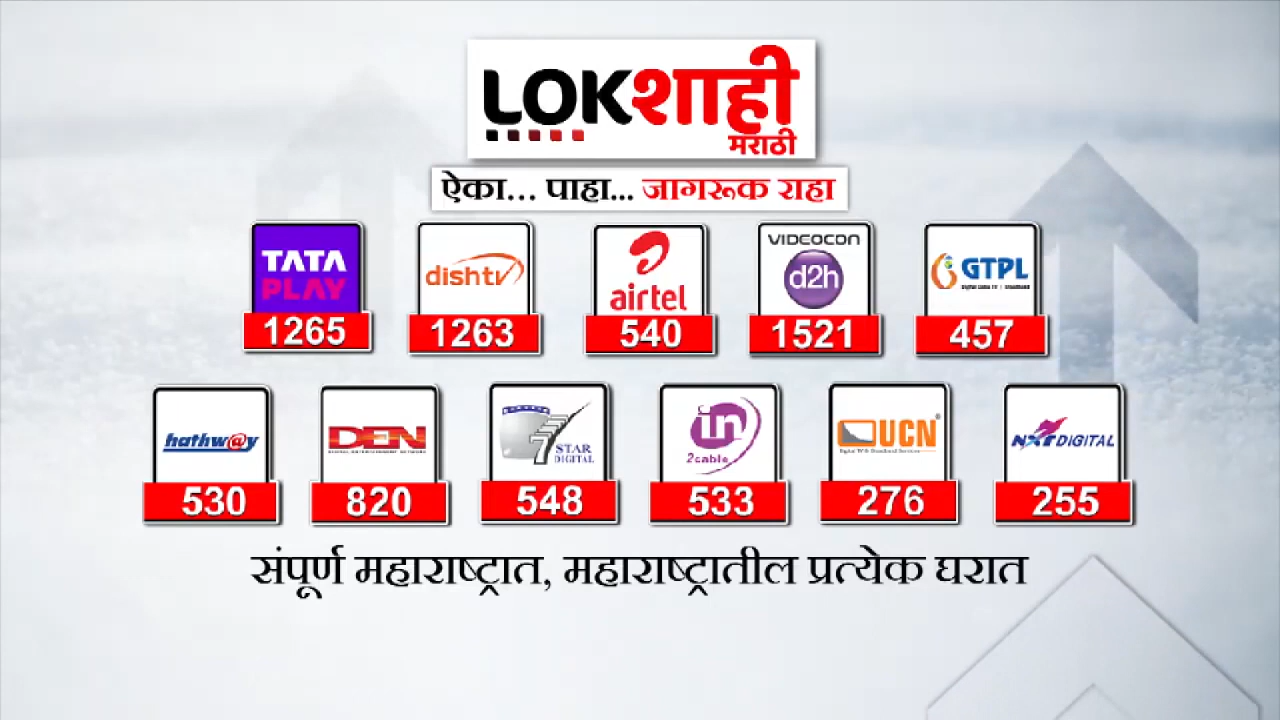 LOKशाही
मराठी
ऐका... पाहा... जागरूक राहा
TATA PLAY
dishtv
airtel
VIDEOCON d2h
GTPL
1265
1263
540
1521
457
hathw@y
DEN
7 STAR DIGITAL
in 2cable
UCN
NXT DIGITAL
530
820
548
533
276
255
संपूर्ण महाराष्ट्रात, महाराष्ट्रातील प्रत्येक घरात